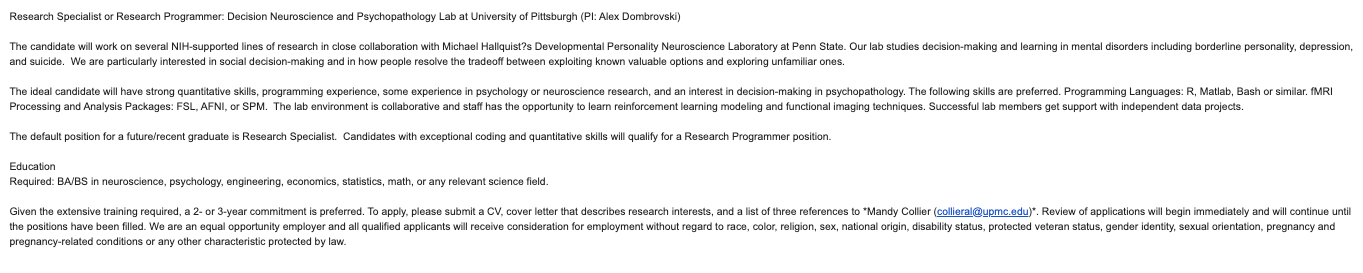 Research Specialist or Research Programmer: Decision Neuroscience and Psychopathology Lab at University of Pittsburgh (PI: Alex Dombrovski)
The candidate will work on several NIH-supported lines of research in close collaboration with Michael Hallquist?s Developmental Personality Neuroscience Laboratory at Penn State. Our lab studies decision-making and learning in mental disorders including borderline personality, depression,
and suicide.  We are particularly interested in social decision-making and in how people resolve the tradeoff between exploiting known valuable options and exploring unfamiliar ones.
The ideal candidate will have strong quantitative skills, programming experience, some experience in psychology or neuroscience research, and an interest in decision-making in psychopathology. The following skills are preferred. Programming Languages: R, Matlab, Bash or similar. fMRI
Processing and Analysis Packages: FSL, AFNI, or SPM.  The lab environment is collaborative and staff has the opportunity to learn reinforcement learning modeling and functional imaging techniques. Successful lab members get support with independent data projects.
The default position for a future/recent graduate is Research Specialist.  Candidates with exceptional coding and quantitative skills will qualify for a Research Programmer position.
Education
Required: BA/BS in neuroscience, psychology, engineering, economics, statistics, math, or any relevant science field.
Given the extensive training required, a 2- or 3-year commitment is preferred. To apply, please submit a CV, cover letter that describes research interests, and a list of three references to *Mandy Collier (collieral@upmc.edu)*. Review of applications will begin immediately and will continue until
the positions have been filled. We are an equal opportunity employer and all qualified applicants will receive consideration for employment without regard to race, color, religion, sex, national origin, disability status, protected veteran status, gender identity, sexual orientation, pregnancy and
pregnancy-related conditions or any other characteristic protected by law.